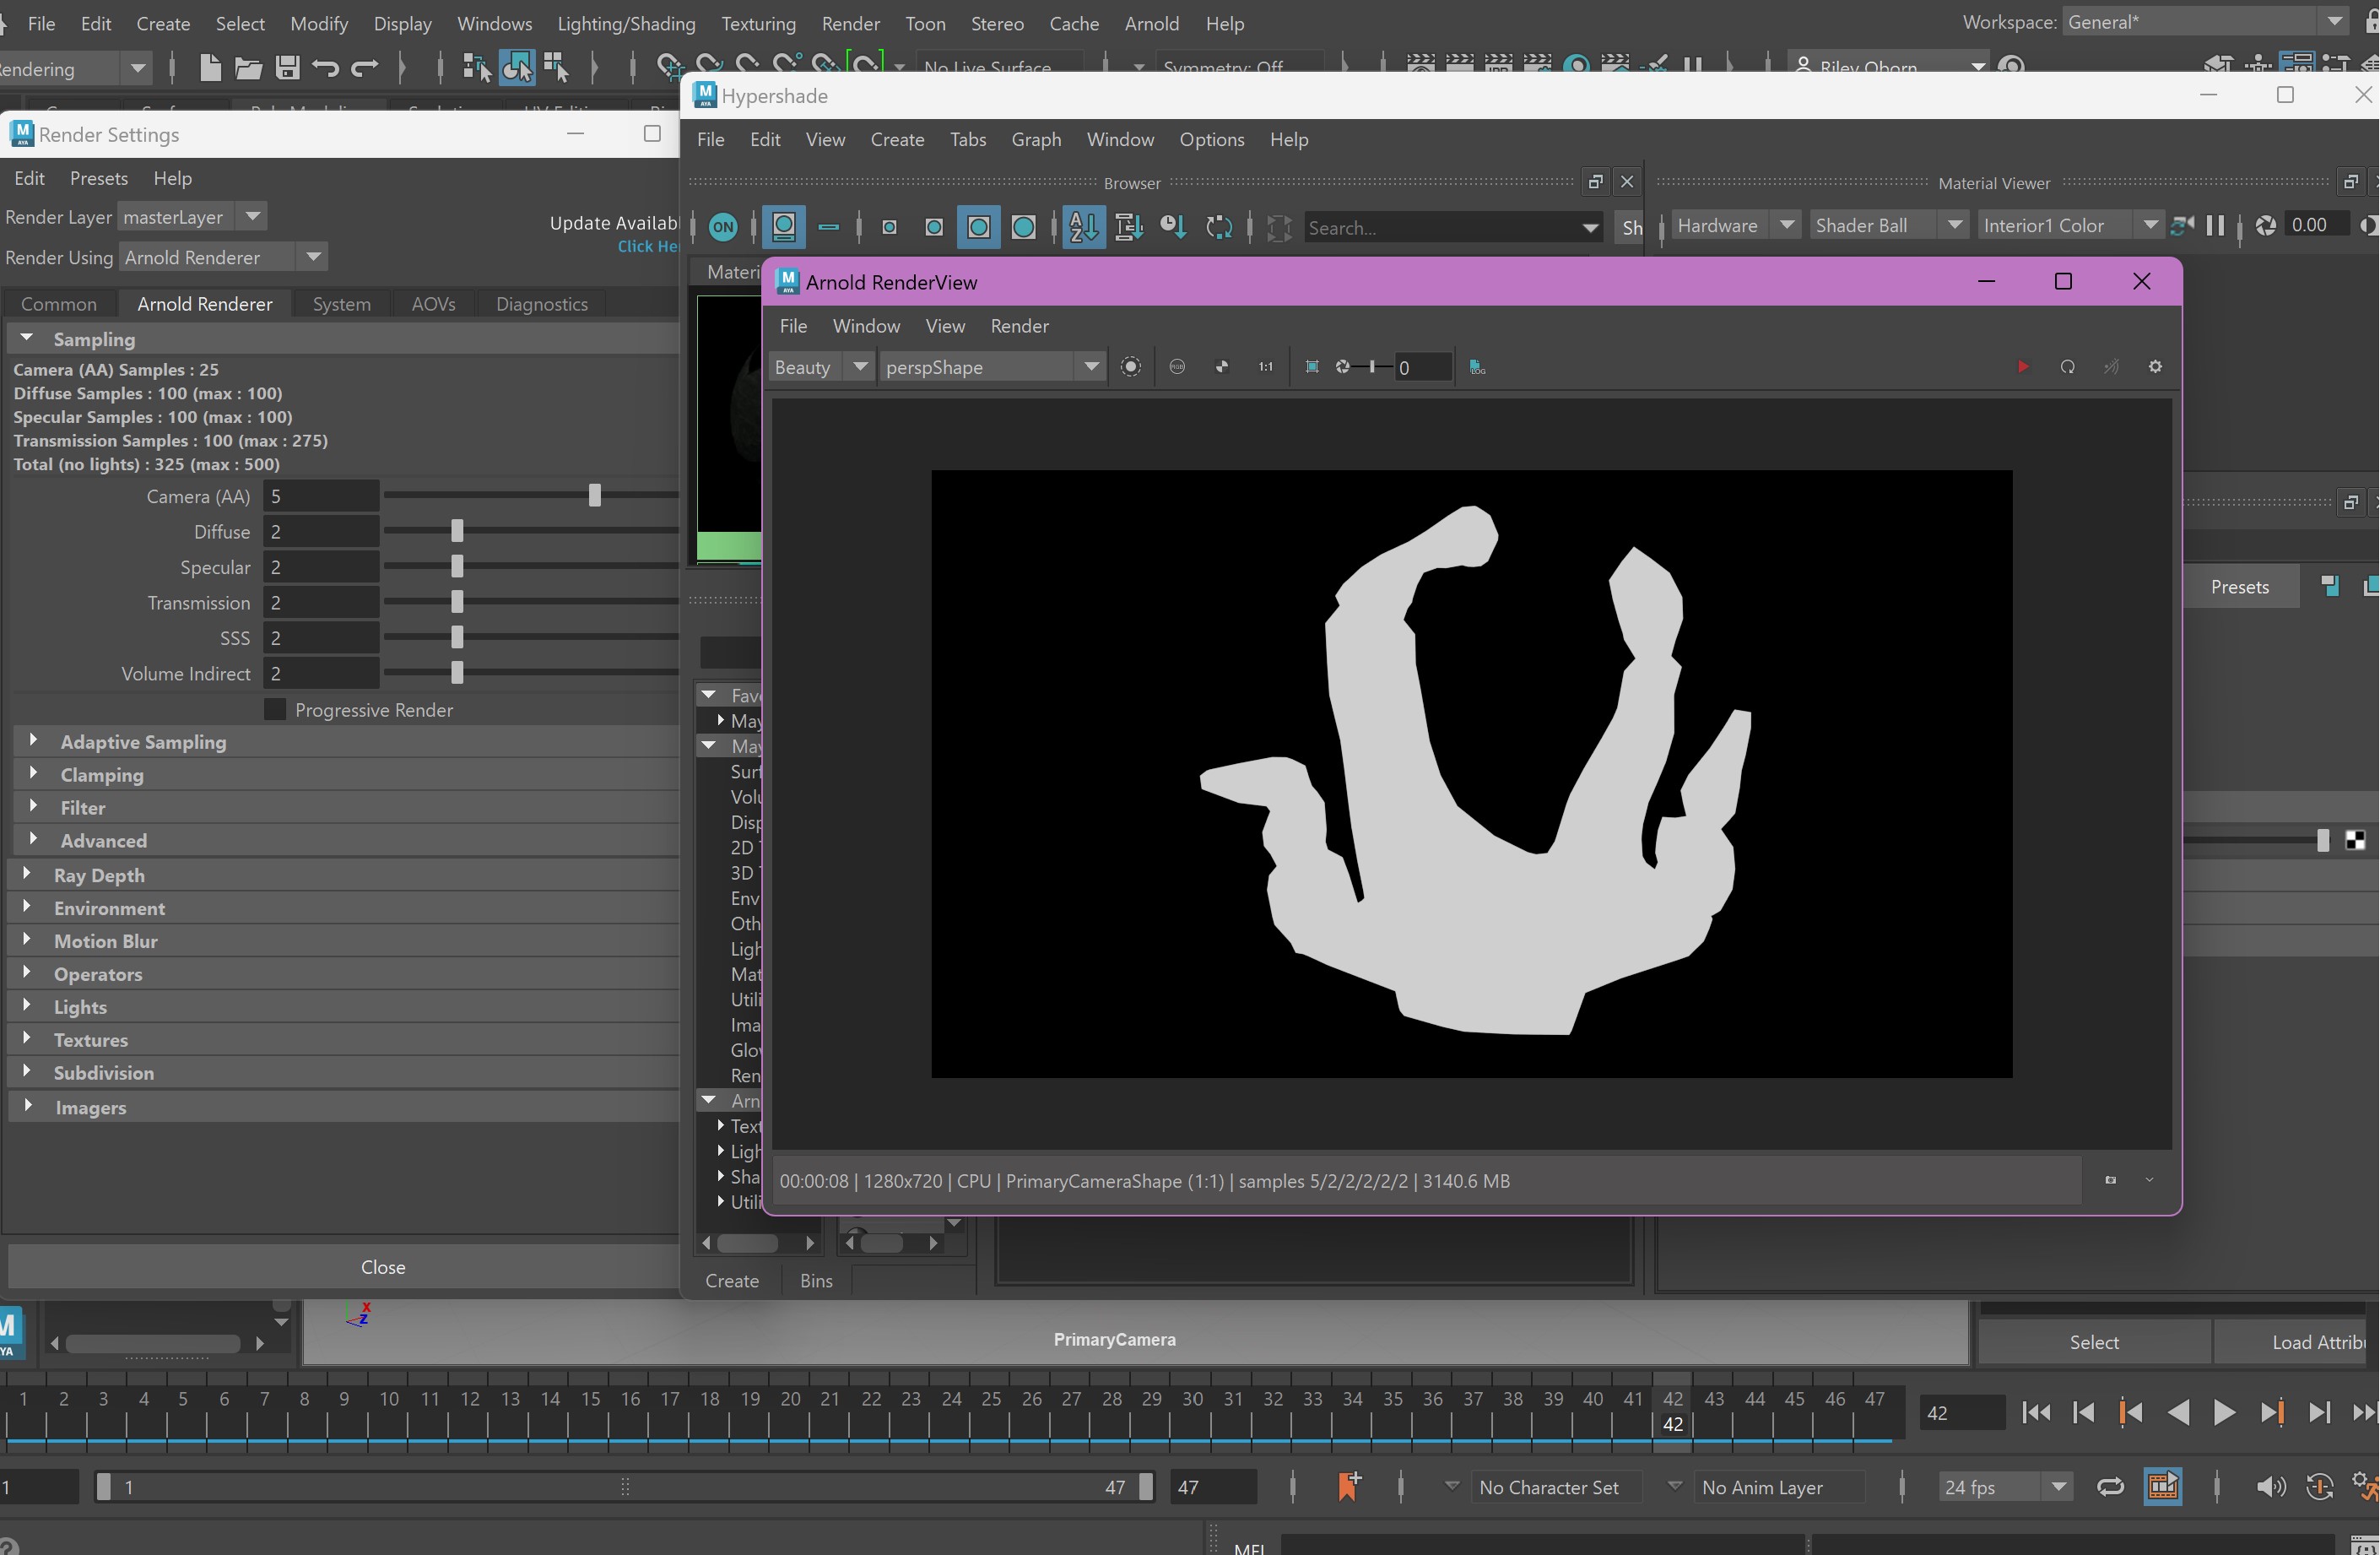 File Edit Create Select Modify Display Windows Lighting/Shading Texturing Render Toon Stereo Cache Arnold Help
Workspace: General*
No Live Surface
Symmetry: Off
Riley Oborn
Render Settings
Edit Presets Help
Render Layer masterLayer
Render Using Arnold Renderer
Common Arnold Renderer System AOVs Diagnostics
Sampling
Camera (AA) Samples : 25
Diffuse Samples : 100 (max : 100)
Specular Samples : 100 (max : 100)
Transmission Samples : 100 (max : 275)
Total (no lights) : 325 (max : 500)
Camera (AA) 5
Diffuse 2
Specular 2
Transmission 2
SSS 2
Volume Indirect 2
Progressive Render
Adaptive Sampling
Clamping
Filter
Advanced
Ray Depth
Environment
Motion Blur
Operators
Lights
Textures
Subdivision
Imagers
Close
Hypershade
File Edit View Create Tabs Graph Window Options Help
Browser
Material Viewer
ON
Search...
Sh
Hardware Shader Ball Interior1 Color 0.00
Update Availab
Click He
Materi
Arnold RenderView
File Window View Render
Beauty perspShape 1:1 0
Presets
Fav
May
May
Surf
Volu
Disp
2D
3D
Env
Oth
Ligh
Mat
Utili
Ima
Glo
Ren
Arn
Text
Ligh
Sha
Utili
00:00:08 | 1280x720 | CPU | PrimaryCameraShape (1:1) | samples 5/2/2/2/2/2 | 3140.6 MB
Create Bins
PrimaryCamera
Select
Load Attribu
1 2 3 4 5 6 7 8 9 10 11 12 13 14 15 16 17 18 19 20 21 22 23 24 25 26 27 28 29 30 31 32 33 34 35 36 37 38 39 40 41 42 43 44 45 46 47
42
42
1 1 47 47
No Character Set
No Anim Layer
24 fps
MEL